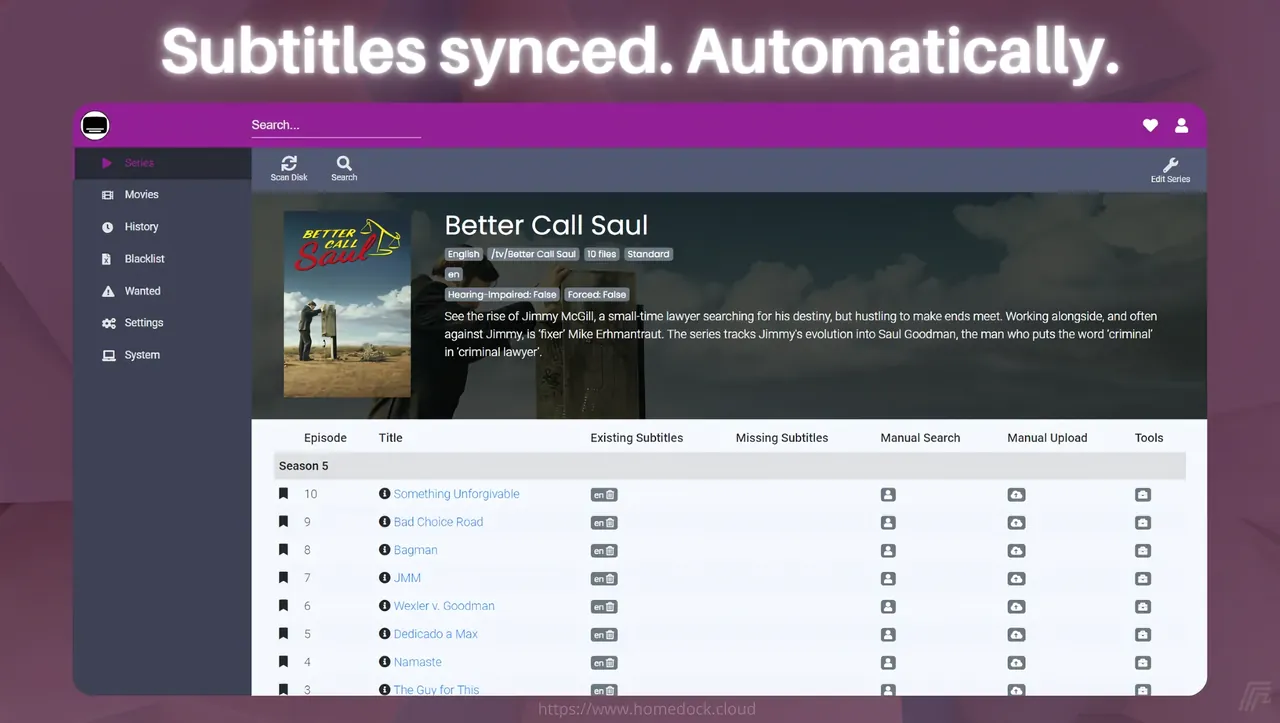 Subtitles synced. Automatically.
Search...
Series
Movies
History
Blacklist
Wanted
Settings
System
Scan Disk
Search
Edit Series
BETTER
CALL
Saul
Better Call Saul
English /tv/Better Call Saul 10 files Standard
en
Hearing-Impaired: False Forced: False
See the rise of Jimmy McGill, a small-time lawyer searching for his destiny, but hustling to make ends meet. Working alongside, and often
against Jimmy, is ‘fixer’ Mike Erhmantraut. The series tracks Jimmy’s evolution into Saul Goodman, the man who puts the word ‘criminal’
in ‘criminal lawyer’.
Episode Title Existing Subtitles Missing Subtitles Manual Search Manual Upload Tools
Season 5
10 Something Unforgivable en
9 Bad Choice Road en
8 Bagman en
7 JMM en
6 Wexler v. Goodman en
5 Dedicado a Max en
4 Namaste en
3 The Guy for This en
https://www.homedock.cloud